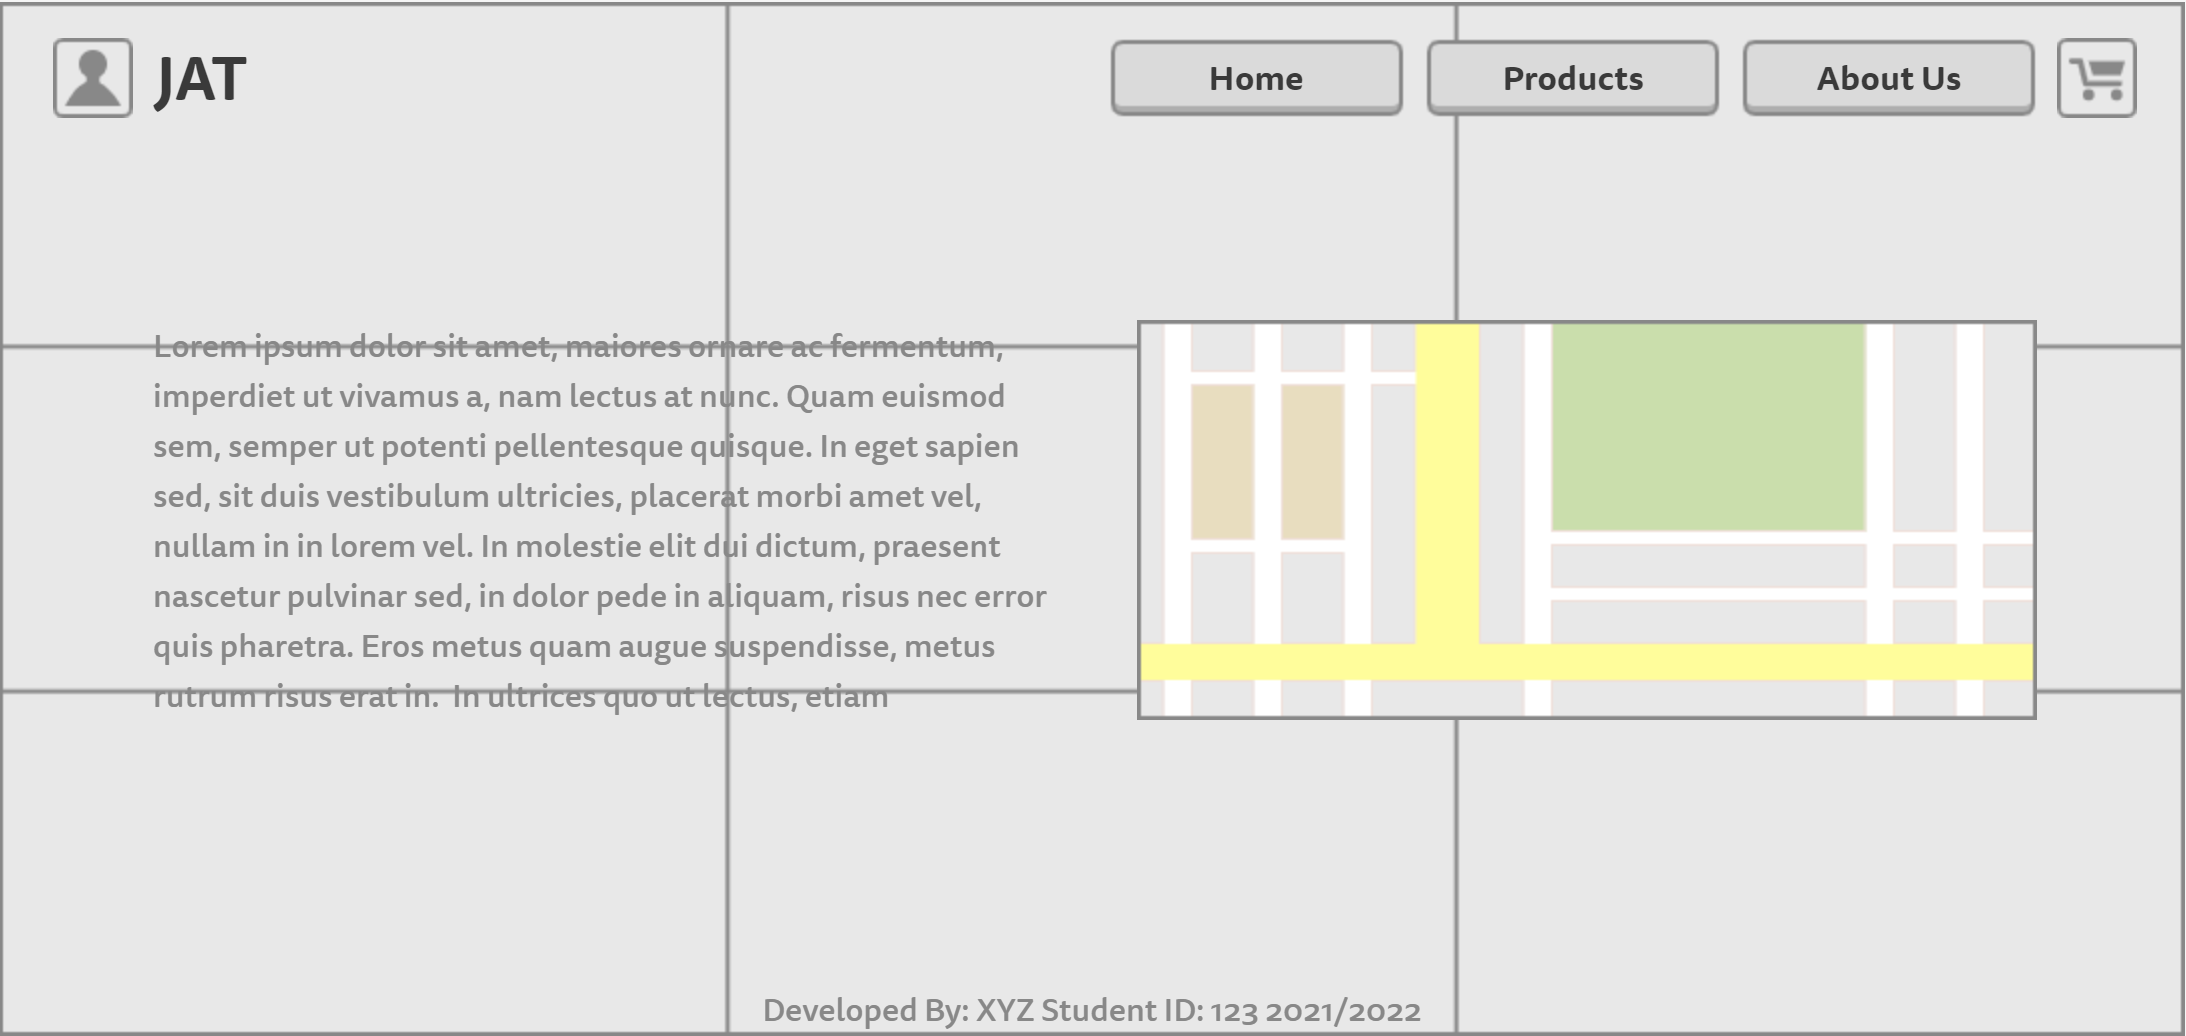 JAT
Home
Products
About Us
Lorem ipsum dolor sit amet, maiores ornare ac fermentum,
imperdiet ut vivamus a, nam lectus at nunc. Quam euismod
sem, semper ut potenti pellentesque quisque. In eget sapien
sed, sit duis vestibulum ultricies, placerat morbi amet vel,
nullam in in lorem vel. In molestie elit dui dictum, praesent
nascetur pulvinar sed, in dolor pede in aliquam, risus nec error
quis pharetra. Eros metus quam augue suspendisse, metus
rutrum risus erat in.  In ultrices quo ut lectus, etiam
Developed By: XYZ Student ID: 123 2021/2022